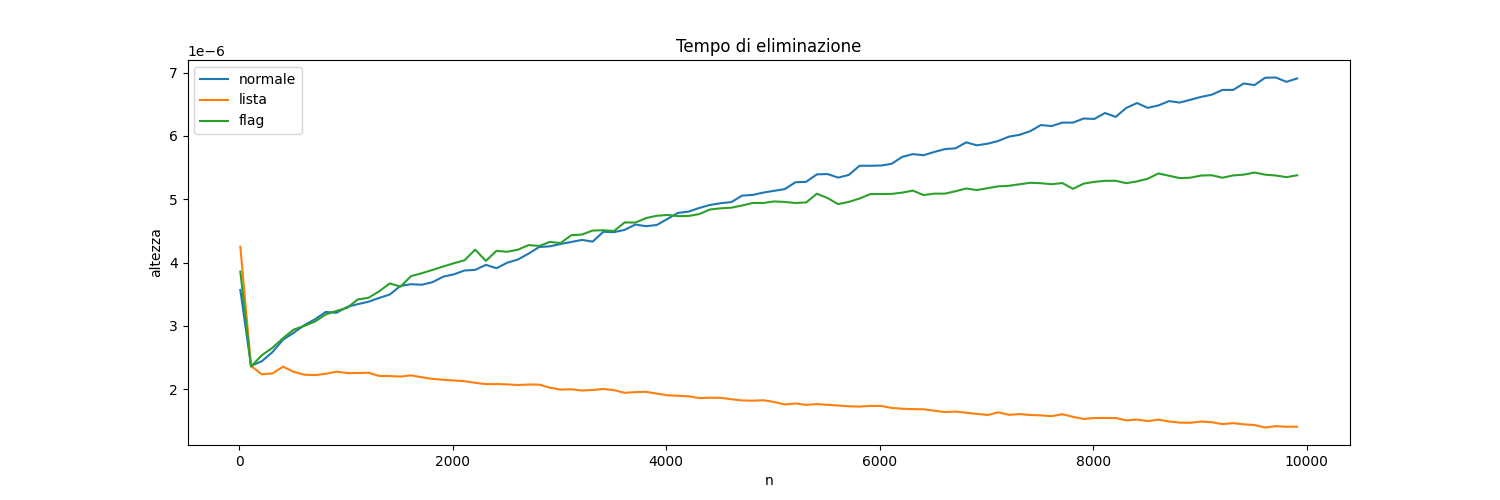 Tempo di eliminazione
1e−6
7
6
5
4
3
2
altezza
normale
lista
flag
0
2000
4000
6000
8000
10000
n